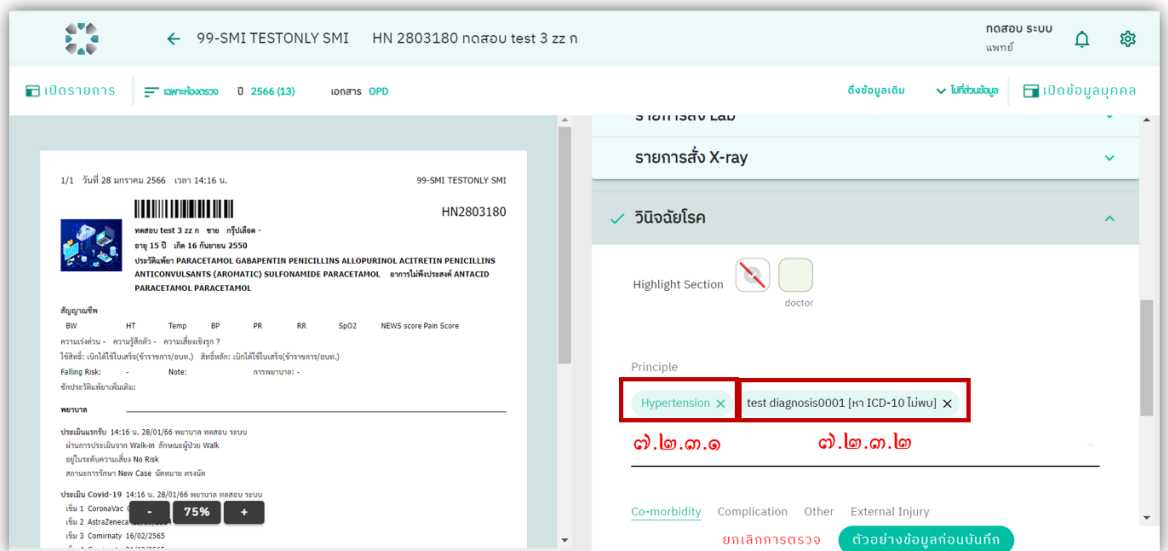 99-SMI TESTONLY SMI HN 2803180 ทดสอบ test 3 zz ก
ทดสอบ ระบบ
แพทย์
เปิดรายการ เฉพาะห้องตรวจ ปี 2566 (13) เอกสาร OPD
ดึงข้อมูลเดิม ไปที่ส่วนข้อมูล เปิดข้อมูลบุคคล
1/1 วันที่ 28 มกราคม 2566 เวลา 14:16 น. 99-SMI TESTONLY SMI
HN2803180
ทดสอบ test 3 zz ก ชาย กรุ๊ปเลือด -
อายุ 15 ปี เกิด 16 กันยายน 2550
ประวัติแพ้ยา PARACETAMOL GABAPENTIN PENICILLINS ALLOPURINOL ACITRETIN PENICILLINS
ANTICONVULSANTS (AROMATIC) SULFONAMIDE PARACETAMOL อาการไม่พึงประสงค์ ANTACID
PARACETAMOL PARACETAMOL
สัญญาณชีพ
BW HT Temp BP PR RR SpO2 NEWS score Pain Score
ความเร่งด่วน - ความรู้สึกตัว - ความเสี่ยงเชิงรุก ?
ใช้สิทธิ์: เบิกได้ใช้ใบเสร็จ(ข้าราชการ/อบท.) สิทธิ์หลัก: เบิกได้ใช้ใบเสร็จ(ข้าราชการ/อบท.)
Falling Risk: - Note: การพยาบาล: -
ซักประวัติแพ้ยาเพิ่มเติม:
พยาบาล
ประเมินแรกรับ 14:16 น. 28/01/66 พยาบาล ทดสอบ ระบบ
ผ่านการประเมินจาก Walk-in ลักษณะผู้ป่วย Walk
อยู่ในระดับความเสี่ยง No Risk
สถานะการรักษา New Case นัดหมาย ตรงนัด
ประเมิน Covid-19 14:16 น. 28/01/66 พยาบาล ทดสอบ ระบบ
เข็ม 1 CoronaVac
เข็ม 2 AstraZeneca
เข็ม 3 Comirnaty 16/02/2565
- 75% +
รายการสั่ง Lab
รายการสั่ง X-ray
วินิจฉัยโรค
Highlight Section
doctor
Principle
Hypertension × test diagnosis0001 [หา ICD-10 ไม่พบ] ×
๗.๒.๓.๑ ๗.๒.๓.๒
Co-morbidity Complication Other External Injury
ยกเลิกการตรวจ ตัวอย่างข้อมูลก่อนบันทึก